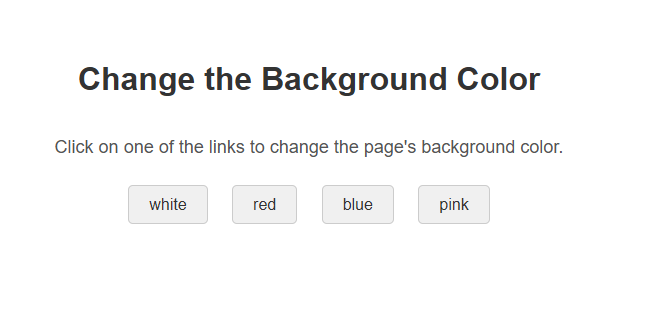 Change the Background Color
Click on one of the links to change the page's background color.
white red blue pink